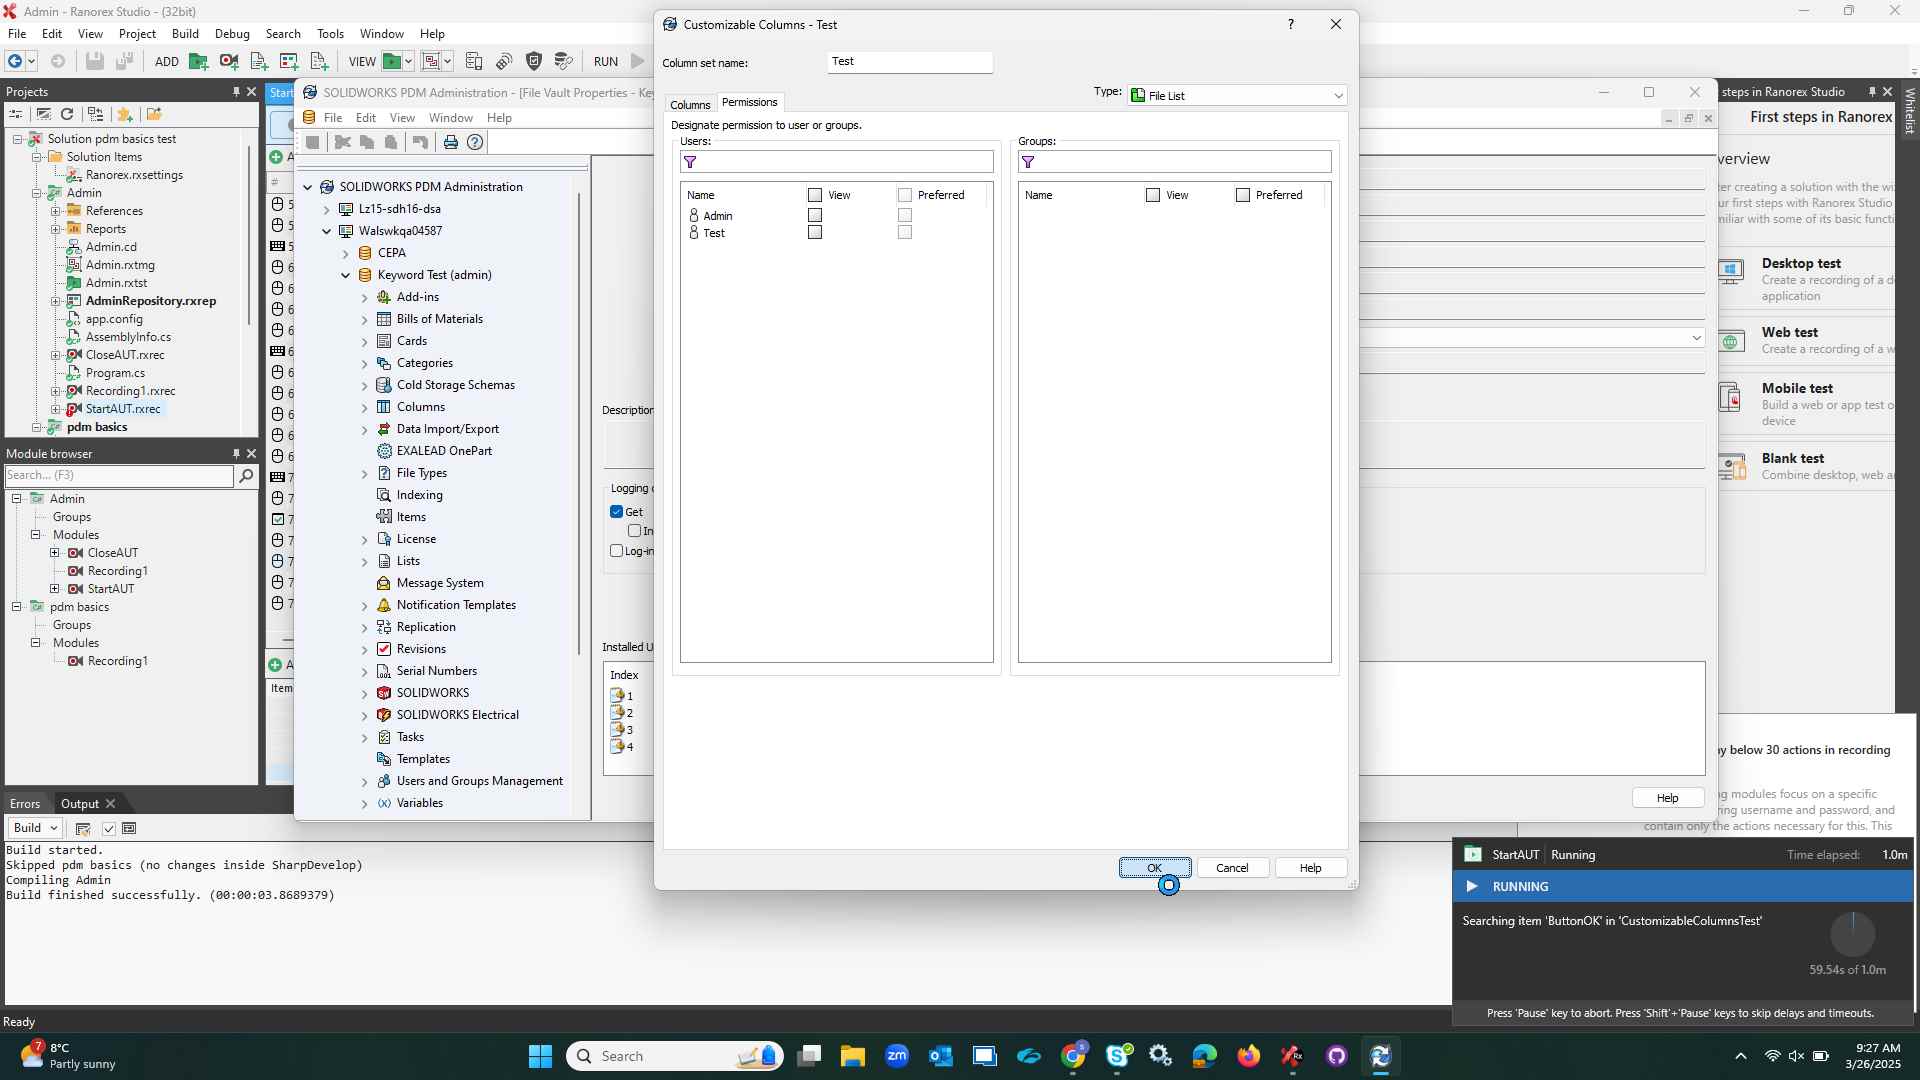 Admin - Ranorex Studio - (32bit)
File Edit View Project Build Debug Search Tools Window Help
ADD VIEW RUN
Projects
Solution pdm basics test
Solution Items
Ranorex.rxsettings
Admin
References
Reports
Admin.cd
Admin.rxtmg
Admin.rxtst
AdminRepository.rxrep
app.config
AssemblyInfo.cs
CloseAUT.rxrec
Program.cs
Recording1.rxrec
StartAUT.rxrec
pdm basics
Module browser
Search... (F3)
Admin
Groups
Modules
CloseAUT
Recording1
StartAUT
pdm basics
Groups
Modules
Recording1
Errors Output
Build
Build started.
Skipped pdm basics (no changes inside SharpDevelop)
Compiling Admin
Build finished successfully. (00:00:03.8689379)
Ready
Start
#
Item
SOLIDWORKS PDM Administration - [File Vault Properties - Key
File Edit View Window Help
SOLIDWORKS PDM Administration
Lz15-sdh16-dsa
Walswkqa04587
CEPA
Keyword Test (admin)
Add-ins
Bills of Materials
Cards
Categories
Cold Storage Schemas
Columns
Data Import/Export
EXALEAD OnePart
File Types
Indexing
Items
License
Lists
Message System
Notification Templates
Replication
Revisions
Serial Numbers
SOLIDWORKS
SOLIDWORKS Electrical
Tasks
Templates
Users and Groups Management
Variables
Description
Logging
Get
In
Log-in
Installed U
Index
1
2
3
4
Help
Customizable Columns - Test
Column set name: Test
Type: File List
Columns Permissions
Designate permission to user or groups.
Users:
Name View Preferred
Admin
Test
Groups:
Name View Preferred
OK Cancel Help
steps in Ranorex Studio
Whitelist
First steps in Ranorex
verview
ter creating a solution with the wi
ur first steps with Ranorex Studio
miliar with some of its basic functi
Desktop test
Create a recording of a d
application
Web test
Create a recording of a w
Mobile test
Build a web or app test o
device
Blank test
Combine desktop, web a
y below 30 actions in recording
g modules focus on a specific
ring username and password, and
contain only the actions necessary for this. This
StartAUT Running Time elapsed: 1.0m
RUNNING
Searching item 'ButtonOK' in 'CustomizableColumnsTest'
59.54s of 1.0m
Press 'Pause' key to abort. Press 'Shift'+'Pause' keys to skip delays and timeouts.
7
8°C
Partly sunny
Search
zm
9:27 AM
3/26/2025